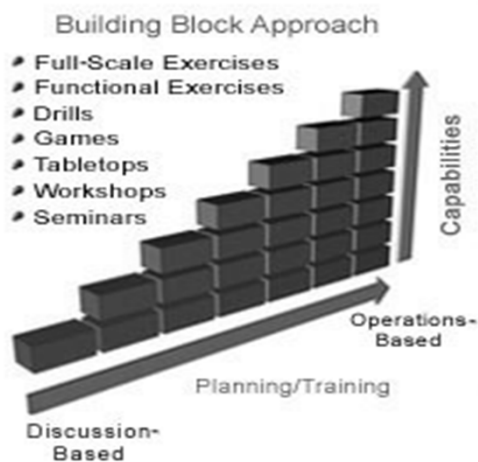 Building Block Approach
Full-Scale Exercises
Functional Exercises
Drills
Games
Tabletops
Workshops
Seminars
Capabilities
Operations-
Based
Planning/Training
Discussion-
Based